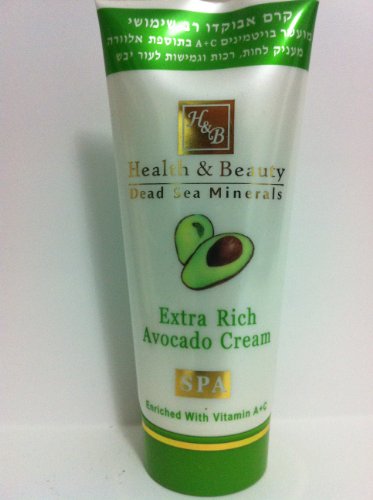 קרם אבוקדו רב שימושי
מועשר בויטמינים A+C בתוספת אלוורה
מעניק לחות, רכות וגמישות לעור יבש
H&B
Health & Beauty
Dead Sea Minerals
Extra Rich
Avocado Cream
SPA
Enriched With Vitamin A+C